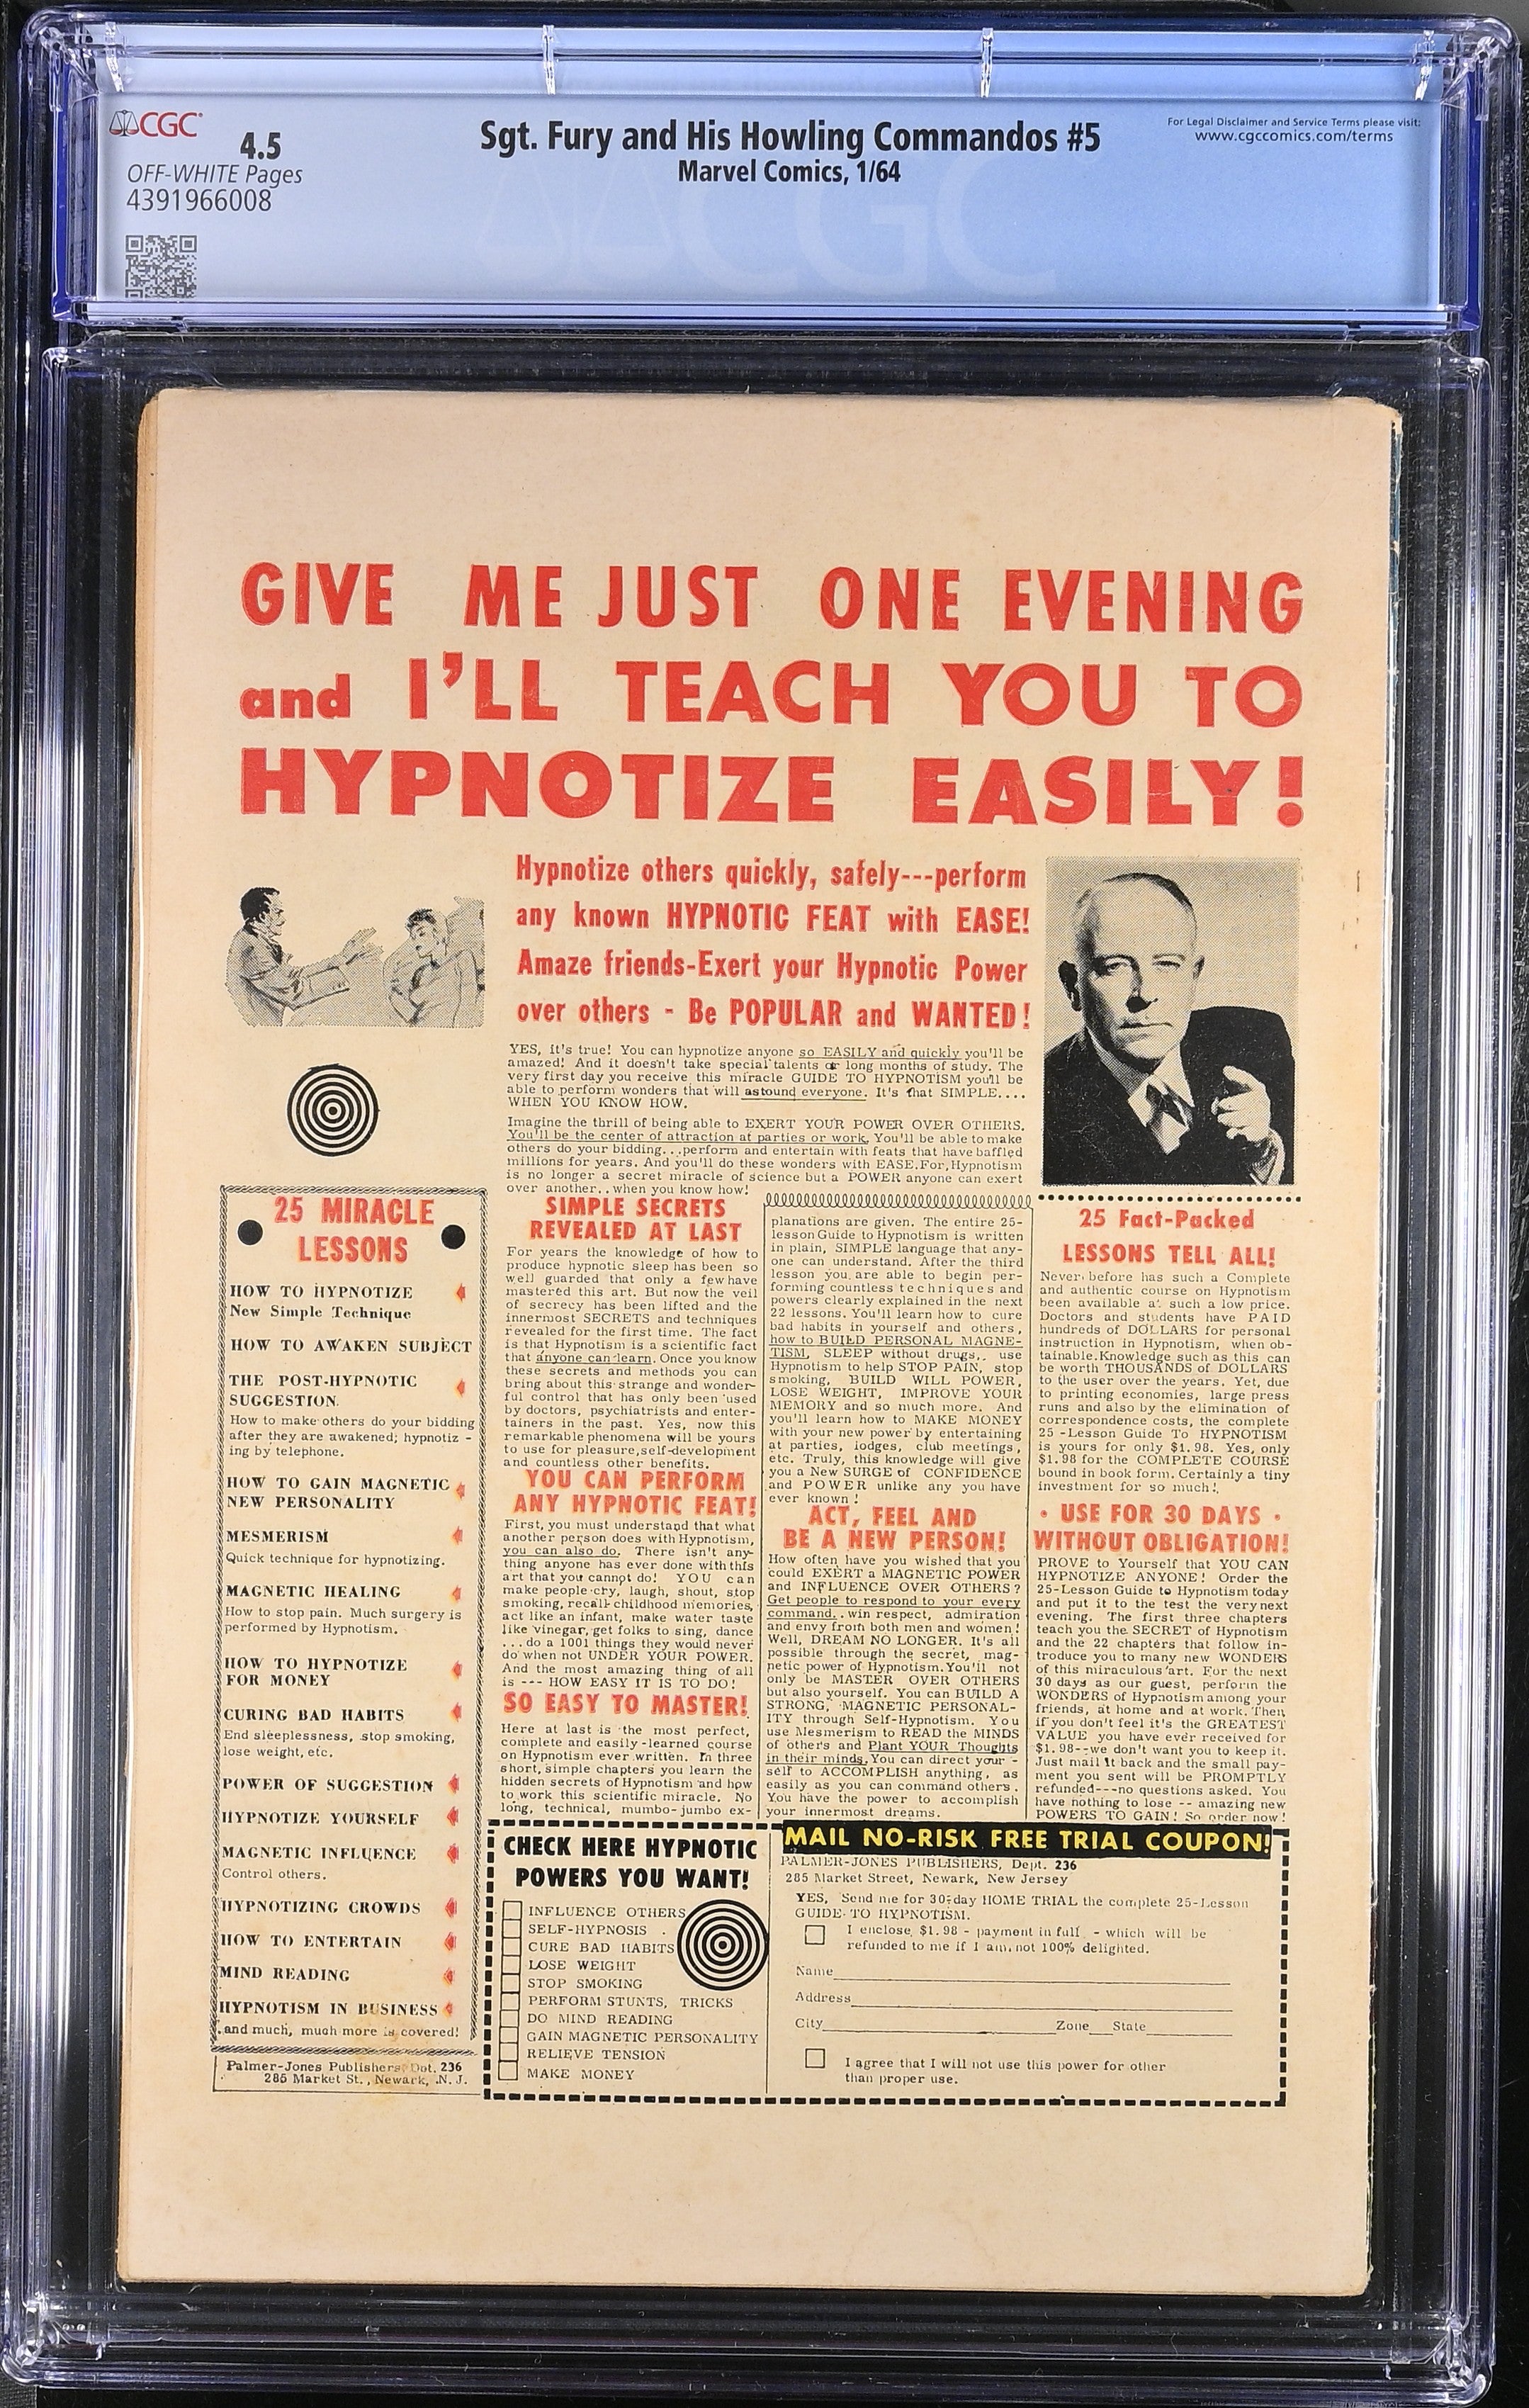 CGC
4.5
OFF-WHITE Pages
4391966008
Sgt. Fury and His Howling Commandos #5
Marvel Comics, 1/64
For Legal Disclaimer and Service Terms please visit:
www.cgccomics.com/terms
CGC
GIVE ME JUST ONE EVENING
and I'LL TEACH YOU TO
HYPNOTIZE EASILY!
Hypnotize others quickly, safely---perform
any known HYPNOTIC FEAT with EASE!
Amaze friends-Exert your Hypnotic Power
over others - Be POPULAR and WANTED!
YES, it's true! You can hypnotize anyone so EASILY and quickly you'll be
amazed! And it doesn't take special talents or long months of study. The
very first day you receive this miracle GUIDE TO HYPNOTISM you'll be
able to perform wonders that will astound everyone. It's that SIMPLE....
WHEN YOU KNOW HOW.
Imagine the thrill of being able to EXERT YOUR POWER OVER OTHERS.
You'll be the center of attraction at parties or work. You'll be able to make
others do your bidding...perform and entertain with feats that have baffled
millions for years. And you'll do these wonders with EASE. For, Hypnotism
is no longer a secret miracle of science but a POWER anyone can exert
over another.. when you know how!
25 MIRACLE
LESSONS
HOW TO HYPNOTIZE
New Simple Technique
HOW TO AWAKEN SUBJECT
THE POST-HYPNOTIC
SUGGESTION.
How to make others do your bidding
after they are awakened; hypnotiz -
ing by telephone.
HOW TO GAIN MAGNETIC
NEW PERSONALITY
MESMERISM
Quick technique for hypnotizing.
MAGNETIC HEALING
How to stop pain. Much surgery is
performed by Hypnotism.
HOW TO HYPNOTIZE
FOR MONEY
CURING BAD HABITS
End sleeplessness, stop smoking,
lose weight, etc.
POWER OF SUGGESTION
HYPNOTIZE YOURSELF
MAGNETIC INFLUENCE
Control others.
HYPNOTIZING CROWDS
HOW TO ENTERTAIN
MIND READING
HYPNOTISM IN BUSINESS
..and much, much more is covered!
Palmer-Jones Publishers, Dpt. 236
285 Market St., Newark, N. J.
SIMPLE SECRETS
REVEALED AT LAST
For years the knowledge of how to
produce hypnotic sleep has been so
well guarded that only a few have
mastered this art. But now the veil
of secrecy has been lifted and the
innermost SECRETS and techniques
revealed for the first time. The fact
is that Hypnotism is a scientific fact
that anyone can learn. Once you know
these secrets and methods you can
bring about this strange and wonder-
ful control that has only been used
by doctors, psychiatrists and enter-
tainers in the past. Yes, now this
remarkable phenomena will be yours
to use for pleasure, self-development
and countless other benefits.
YOU CAN PERFORM
ANY HYPNOTIC FEAT!
First, you must understand that what
another person does with Hypnotism,
you can also do. There isn't any-
thing anyone has ever done with this
art that you cannot do! YOU can
make people cry, laugh, shout, stop
smoking, recall childhood memories,
act like an infant, make water taste
like vinegar, get folks to sing, dance
...do a 1001 things they would never
do when not UNDER YOUR POWER.
And the most amazing thing of all
is --- HOW EASY IT IS TO DO!
SO EASY TO MASTER!
Here at last is the most perfect,
complete and easily-learned course
on Hypnotism ever written. In three
short, simple chapters you learn the
hidden secrets of Hypnotism and how
to work this scientific miracle. No
long, technical, mumbo-jumbo ex-
planations are given. The entire 25-
lesson Guide to Hypnotism is written
in plain, SIMPLE language that any-
one can understand. After the third
lesson you are able to begin per-
forming countless techniques and
powers clearly explained in the next
22 lessons. You'll learn how to cure
bad habits in yourself and others,
how to BUILD PERSONAL MAGNE-
TISM, SLEEP without drugs,. use
Hypnotism to help STOP PAIN, stop
smoking, BUILD WILL POWER,
LOSE WEIGHT, IMPROVE YOUR
MEMORY and so much more. And
you'll learn how to MAKE MONEY
with your new power by entertaining
at parties, lodges, club meetings,
etc. Truly, this knowledge will give
you a New SURGE of CONFIDENCE
and POWER unlike any you have
ever known!
ACT, FEEL AND
BE A NEW PERSON!
How often have you wished that you
could EXERT a MAGNETIC POWER
and INFLUENCE OVER OTHERS?
Get people to respond to your every
command.. win respect, admiration
and envy from both men and women!
Well, DREAM NO LONGER. It's all
possible through the secret, mag-
netic power of Hypnotism. You'll not
only be MASTER OVER OTHERS
but also yourself. You can BUILD A
STRONG, MAGNETIC PERSONAL-
ITY through Self-Hypnotism. You
use Mesmerism to READ the MINDS
of others and Plant YOUR Thoughts
in their minds. You can direct your -
self to ACCOMPLISH anything, as
easily as you can command others.
You have the power to accomplish
your innermost dreams.
25 Fact-Packed
LESSONS TELL ALL!
Never before has such a Complete
and authentic course on Hypnotism
been available at such a low price.
Doctors and students have PAID
hundreds of DOLLARS for personal
instruction in Hypnotism, when ob-
tainable. Knowledge such as this can
be worth THOUSANDS of DOLLARS
to the user over the years. Yet, due
to printing economies, large press
runs and also by the elimination of
correspondence costs, the complete
25 -Lesson Guide To HYPNOTISM
is yours for only $1.98. Yes, only
$1.98 for the COMPLETE COURSE
bound in book form. Certainly a tiny
investment for so much!
• USE FOR 30 DAYS •
WITHOUT OBLIGATION!
PROVE to Yourself that YOU CAN
HYPNOTIZE ANYONE! Order the
25-Lesson Guide to Hypnotism today
and put it to the test the very next
evening. The first three chapters
teach you the SECRET of Hypnotism
and the 22 chapters that follow in-
troduce you to many new WONDERS
of this miraculous art. For the next
30 days as our guest, perform the
WONDERS of Hypnotism among your
friends, at home and at work. Then,
if you don't feel it's the GREATEST
VALUE you have ever received for
$1.98--we don't want you to keep it.
Just mail it back and the small pay-
ment you sent will be PROMPTLY
refunded---no questions asked. You
have nothing to lose -- amazing new
POWERS TO GAIN! So order now!
CHECK HERE HYPNOTIC
POWERS YOU WANT!
INFLUENCE OTHERS
SELF-HYPNOSIS
CURE BAD HABITS
LOSE WEIGHT
STOP SMOKING
PERFORM STUNTS, TRICKS
DO MIND READING
GAIN MAGNETIC PERSONALITY
RELIEVE TENSION
MAKE MONEY
MAIL NO-RISK FREE TRIAL COUPON!
PALMER-JONES PUBLISHERS, Dept. 236
285 Market Street, Newark, New Jersey
YES, Send me for 30-day HOME TRIAL the complete 25-Lesson
GUIDE TO HYPNOTISM.
I enclose $1.98 - payment in full - which will be
refunded to me if I am not 100% delighted.
Name
Address
City Zone State
I agree that I will not use this power for other
than proper use.